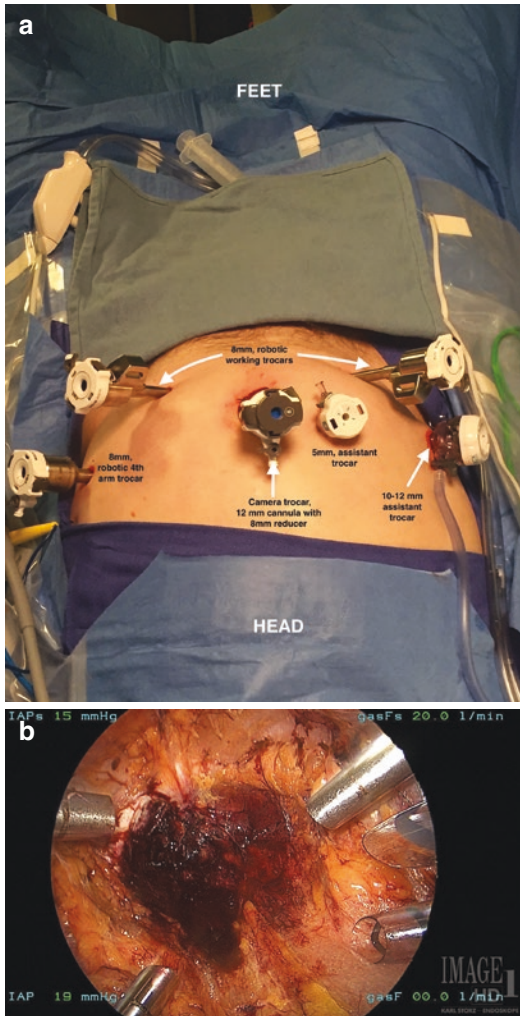 a
FEET
8mm, robotic
working trocars
8mm,
robotic 4th
arm trocar
5mm, assistant
trocar
Camera trocar,
12 mm cannula with
8mm reducer
10-12 mm
assistant
trocar
HEAD
b
IAPs 15 mmHg
gasFs 20.0 l/min
IAP 19 mmHg
gasF 00.0 l/min
IMAGE
HD 1
KARL STORZ - ENDOSKOPE